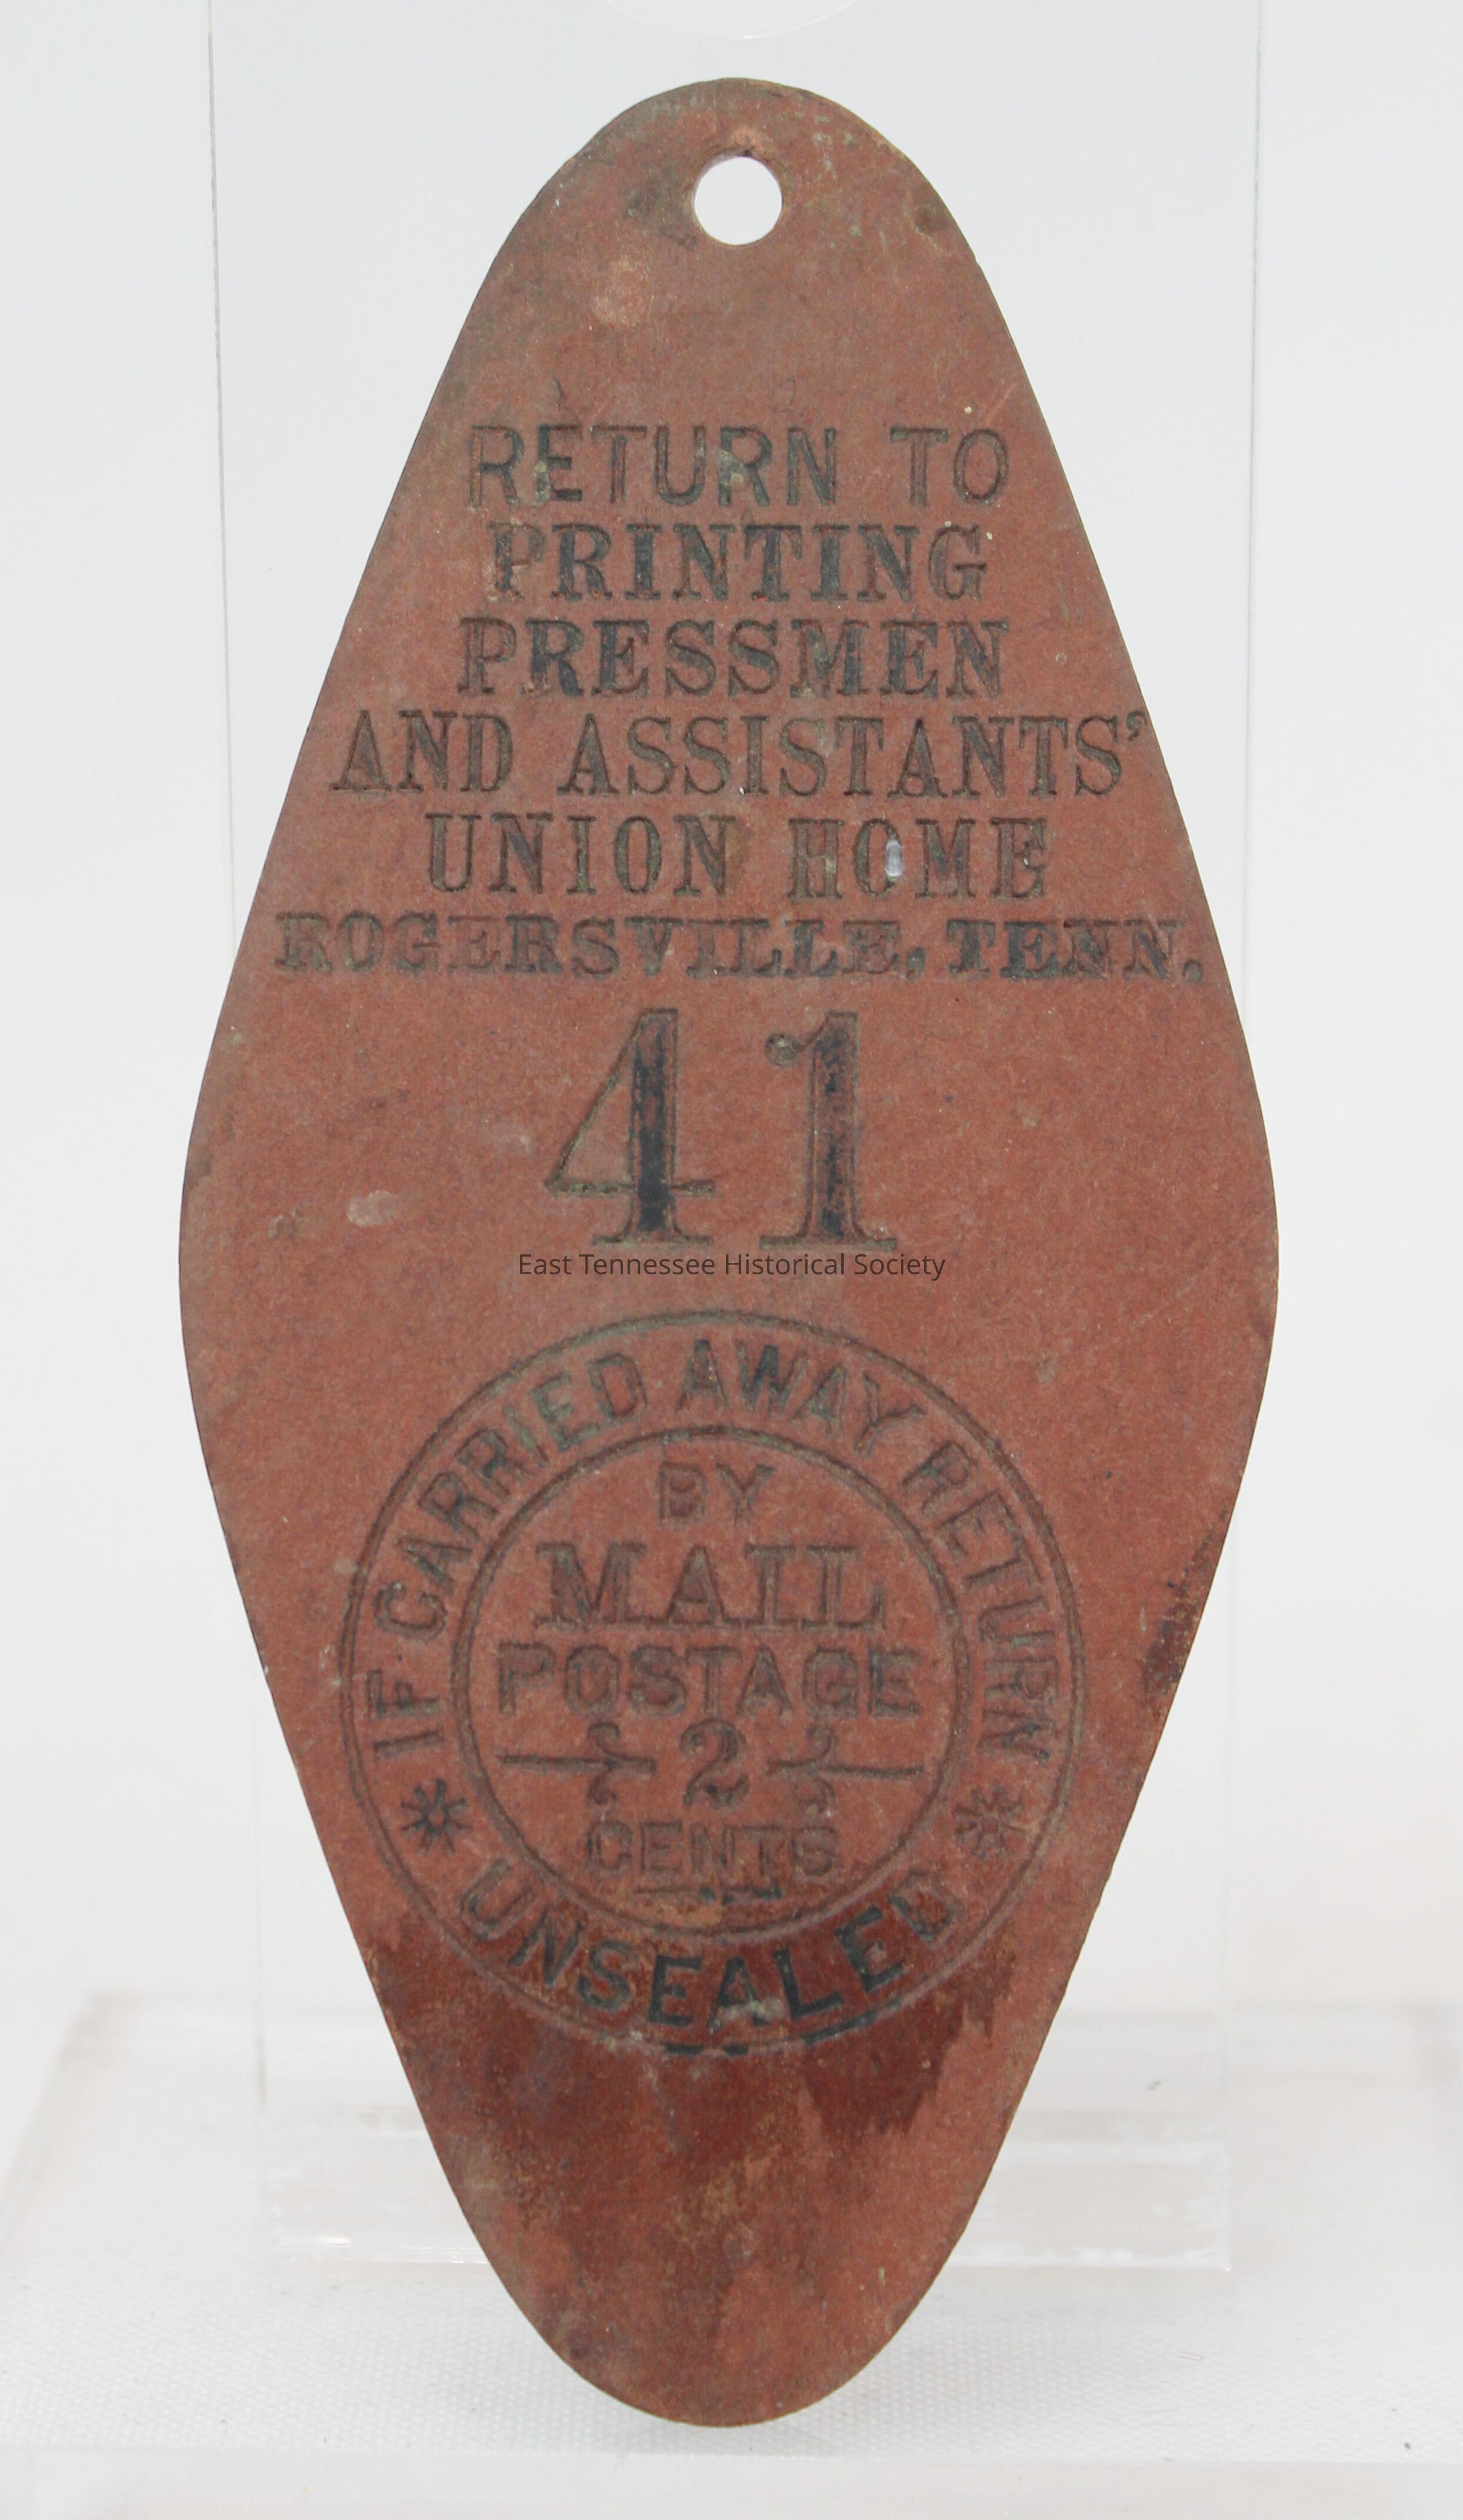 RETURN TO
PRINTING
PRESSMEN
AND ASSISTANTS'
UNION HOME
ROGERSVILLE, TENN.
41
East Tennessee Historical Society
IF CARRIED AWAY RETURN
BY
MAIL
POSTAGE
2
CENTS
UNSEALED